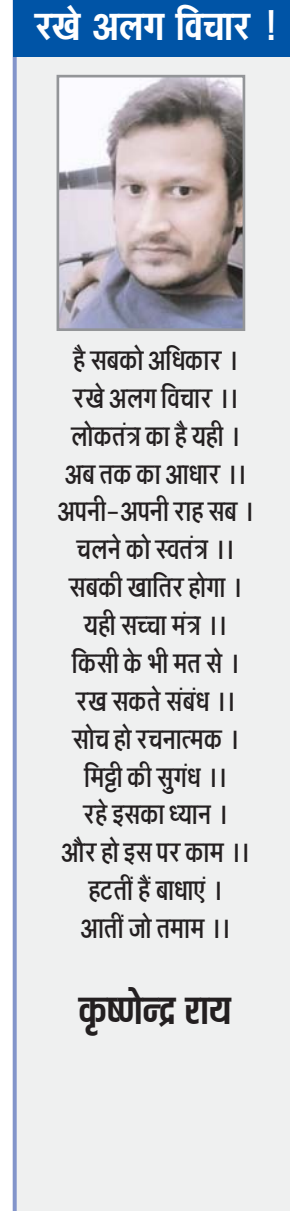 रखे अलग विचार !
है सबको अधिकार ।
रखे अलग विचार ।।
लोकतंत्र का है यही ।
अब तक का आधार ।।
अपनी-अपनी राह सब ।
चलने को स्वतंत्र ।।
सबकी खातिर होगा ।
यही सच्चा मंत्र ।।
किसी के भी मत से ।
रख सकते संबंध ।।
सोच हो रचनात्मक ।
मिट्टी की सुगंध ।।
रहे इसका ध्यान ।
और हो इस पर काम ।।
हटतीं हैं बाधाएं ।
आतीं जो तमाम ।।
कृष्णेन्द्र राय